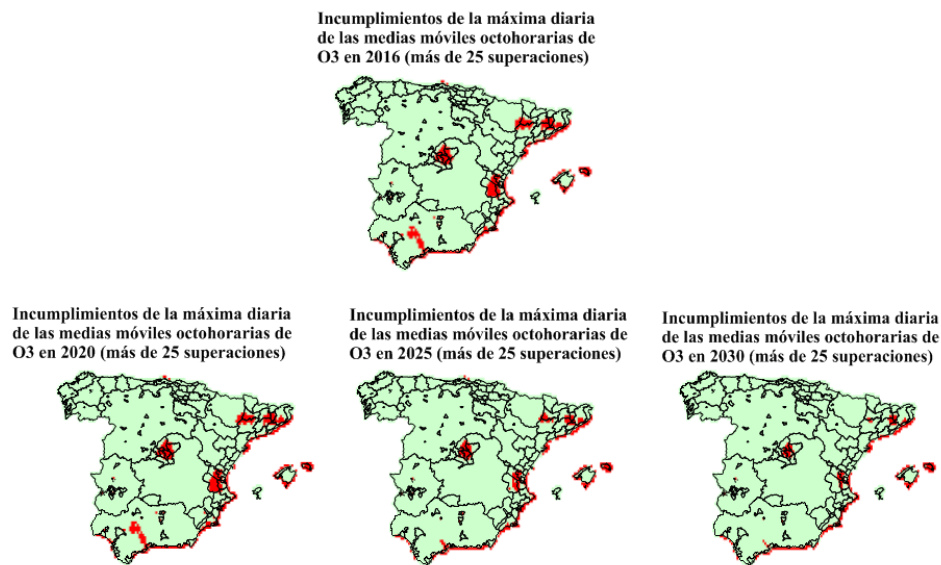 Incumplimientos de la máxima diaria
de las medias móviles octohorarias de
O3 en 2016 (más de 25 superaciones)
Incumplimientos de la máxima diaria
de las medias móviles octohorarias de
O3 en 2020 (más de 25 superaciones)
Incumplimientos de la máxima diaria
de las medias móviles octohorarias de
O3 en 2025 (más de 25 superaciones)
Incumplimientos de la máxima diaria
de las medias móviles octohorarias de
O3 en 2030 (más de 25 superaciones)